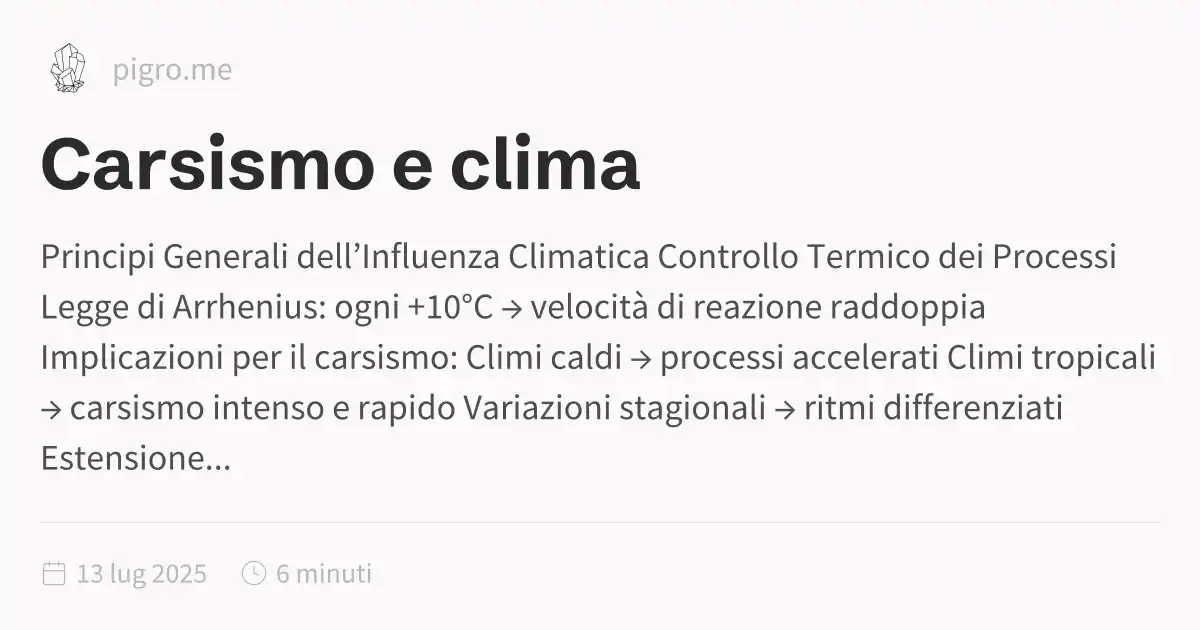 pigro.me
Carsismo e clima
Principi Generali dell’Influenza Climatica Controllo Termico dei Processi
Legge di Arrhenius: ogni +10°C → velocità di reazione raddoppia
Implicazioni per il carsismo: Climi caldi → processi accelerati Climi tropicali
→ carsismo intenso e rapido Variazioni stagionali → ritmi differenziati
Estensione...
13 lug 2025 6 minuti